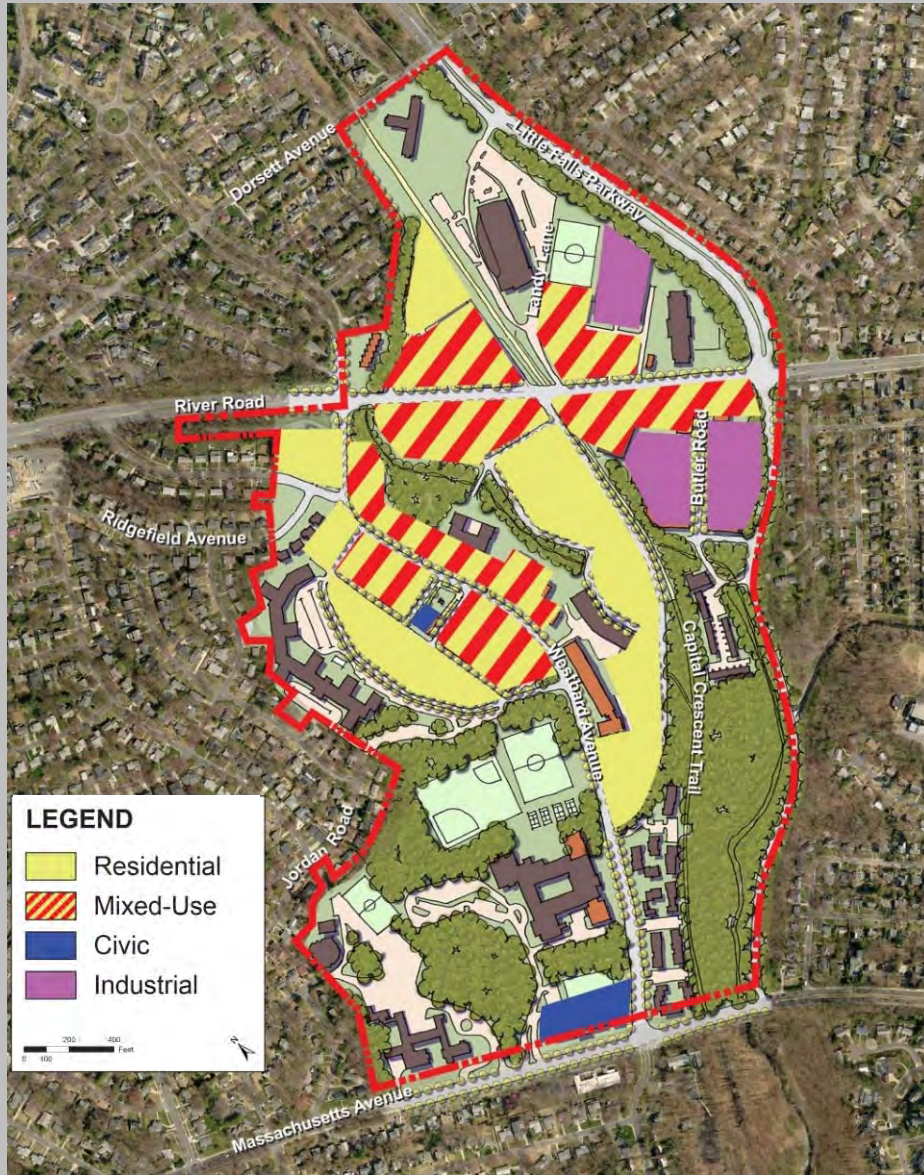 Dorsett Avenue
Little Falls Parkway
Landy Lane
River Road
Butler Road
Ridgefield Avenue
Westbard Avenue
Capital Crescent Trail
Jordan Road
LEGEND
Residential
Mixed-Use
Civic
Industrial
200 400
0 100 Feet
N
Massachusetts Avenue